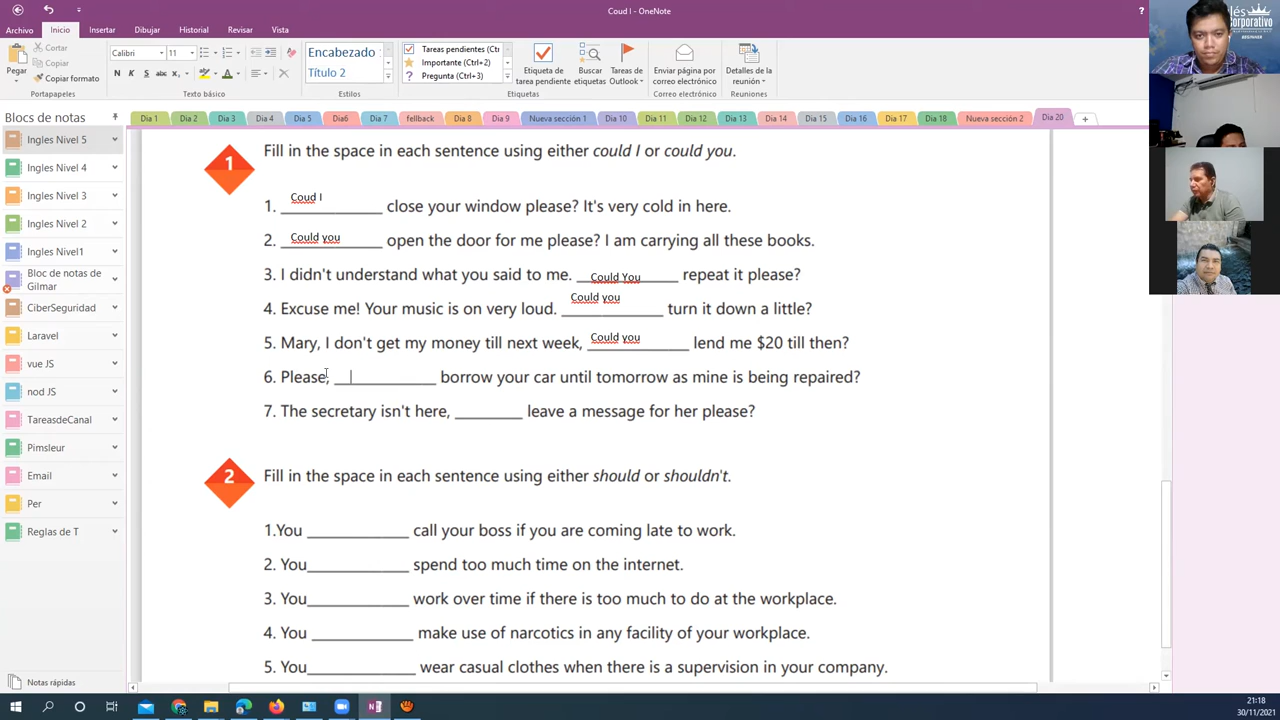 Coud I - OneNote
?
Archivo Inicio Insertar Dibujar Historial Revisar Vista
Pegar
Cortar
Copiar
Copiar formato
Portapapeles
Calibri 11
N K S abc x₂
Texto básico
Encabezado
Título 2
Estilos
Tareas pendientes (Ctr
Importante (Ctrl+2)
Pregunta (Ctrl+3)
Etiqueta de
tarea pendiente
Buscar
etiquetas
Tareas de
Outlook
Etiquetas
Enviar página por
correo electrónico
Correo electrónico
Detalles de la
reunión
Reuniones
Corporativo
BEGINNER
Blocs de notas
Dia 1 Dia 2 Dia 3 Dia 4 Dia 5 Dia6 Dia 7 fellback Dia 8 Dia 9 Nueva sección 1 Dia 10 Dia 11 Dia 12 Dia 13 Dia 14 Dia 15 Dia 16 Dia 17 Dia 18 Nueva sección 2 Dia 20
Ingles Nivel 5
Ingles Nivel 4
Ingles Nivel 3
Ingles Nivel 2
Ingles Nivel1
Bloc de notas de
Gilmar
CiberSeguridad
Laravel
vue JS
nod JS
TareasdeCanal
Pimsleur
Email
Per
Reglas de T
Notas rápidas
1 Fill in the space in each sentence using either could I or could you.
Coud I
1. ____________ close your window please? It's very cold in here.
Could you
2. ____________ open the door for me please? I am carrying all these books.
3. I didn't understand what you said to me. Could You repeat it please?
Could you
4. Excuse me! Your music is on very loud. ____________ turn it down a little?
Could you
5. Mary, I don't get my money till next week, ____________ lend me $20 till then?
6. Please, ____________ borrow your car until tomorrow as mine is being repaired?
7. The secretary isn't here, ________ leave a message for her please?
2 Fill in the space in each sentence using either should or shouldn't.
1.You ____________ call your boss if you are coming late to work.
2. You____________ spend too much time on the internet.
3. You____________ work over time if there is too much to do at the workplace.
4. You ____________ make use of narcotics in any facility of your workplace.
5. You_____________ wear casual clothes when there is a supervision in your company.
21:18
30/11/2021